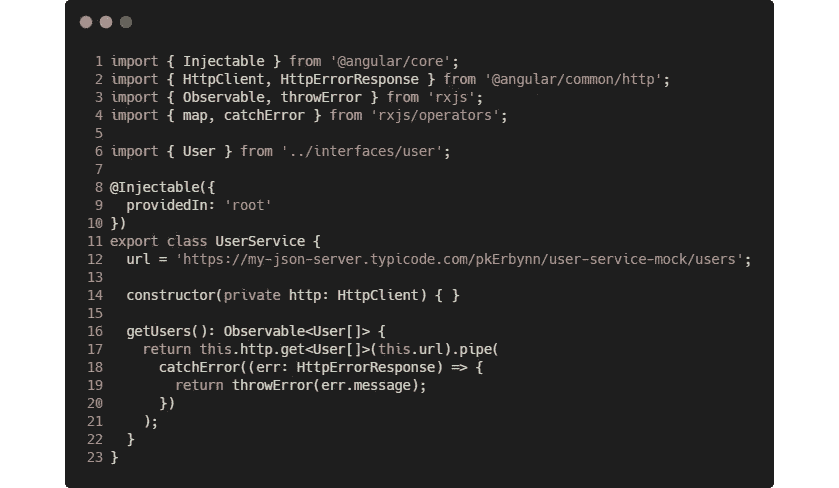 1 import { Injectable } from '@angular/core';
2 import { HttpClient, HttpErrorResponse } from '@angular/common/http';
3 import { Observable, throwError } from 'rxjs';
4 import { map, catchError } from 'rxjs/operators';
5
6 import { User } from '../interfaces/user';
7
8 @Injectable({
9   providedIn: 'root'
10 })
11 export class UserService {
12   url = 'https://my-json-server.typicode.com/pkErbynn/user-service-mock/users';
13
14   constructor(private http: HttpClient) { }
15
16   getUsers(): Observable<User[]> {
17     return this.http.get<User[]>(this.url).pipe(
18       catchError((err: HttpErrorResponse) => {
19         return throwError(err.message);
20       })
21     );
22   }
23 }